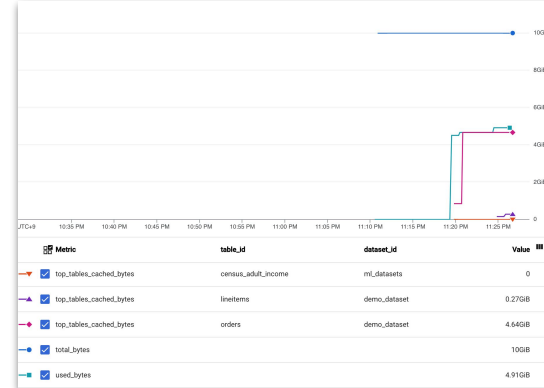 10G
8GiB
6GiB
4GiB
2GiB
0
UTC+9 10:35 PM 10:40 PM 10:45 PM 10:50 PM 10:55 PM 11:00 PM 11:05 PM 11:10 PM 11:15 PM 11:20 PM 11:25 PM
Metric table_id dataset_id Value
top_tables_cached_bytes census_adult_income ml_datasets 0
top_tables_cached_bytes lineitems demo_dataset 0.27GiB
top_tables_cached_bytes orders demo_dataset 4.64GiB
total_bytes 10GiB
used_bytes 4.91GiB